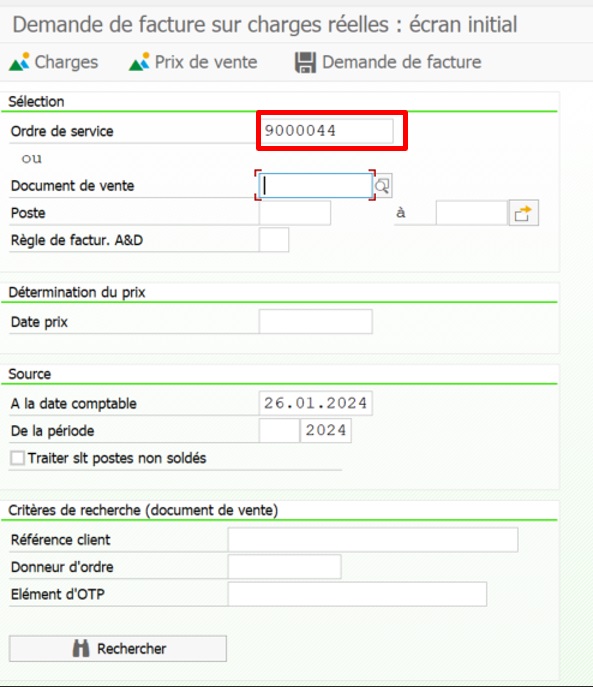 Demande de facture sur charges réelles : écran initial
Charges Prix de vente Demande de facture
Sélection
Ordre de service 9000044
ou
Document de vente
Poste à
Règle de factur. A&D
Détermination du prix
Date prix
Source
A la date comptable 26.01.2024
De la période 2024
Traiter slt postes non soldés
Critères de recherche (document de vente)
Référence client
Donneur d'ordre
Elément d'OTP
Rechercher